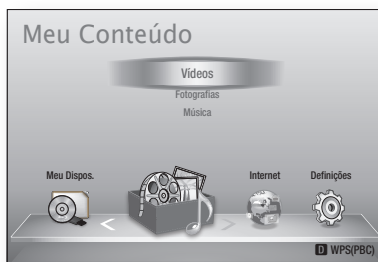 Meu Conteúdo
Vídeos
Fotografias
Música
Meu Dispos.
Internet
Definições
D WPS(PBC)